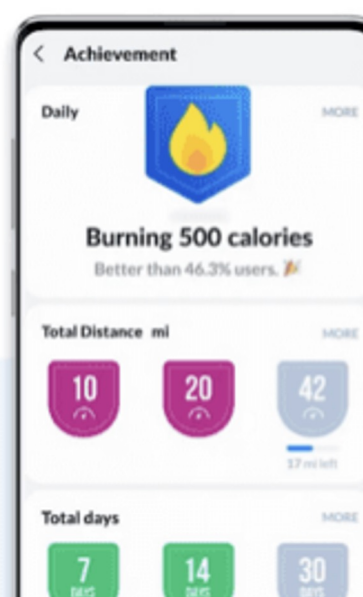 Achievement
Daily MORE
Burning 500 calories
Better than 46.3% users. 🎉
Total Distance mi MORE
10 20 42
17 mi left
Total days MORE
7 14 30
DAYS DAYS DAYS